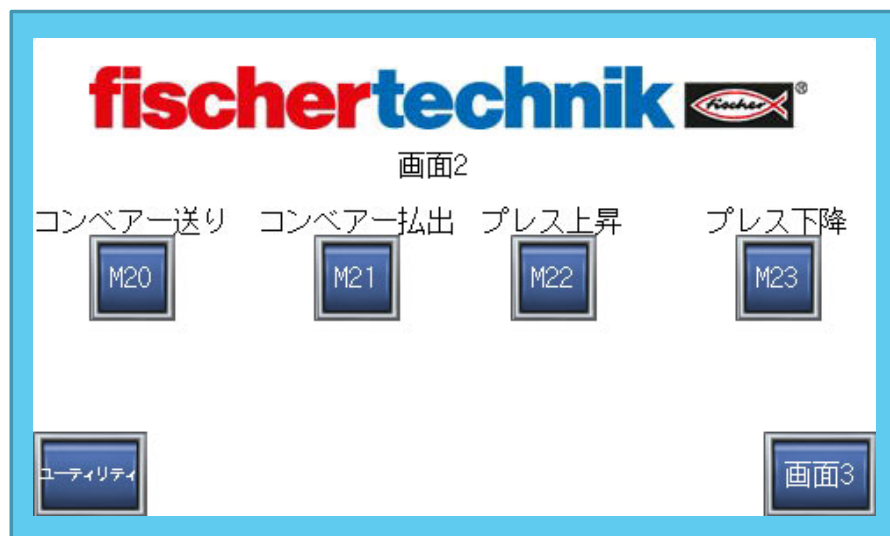 fischertechnik fischer®
画面2
コンベアー送り コンベアー払出 プレス上昇 プレス下降
M20 M21 M22 M23
ユーティリティ 画面3